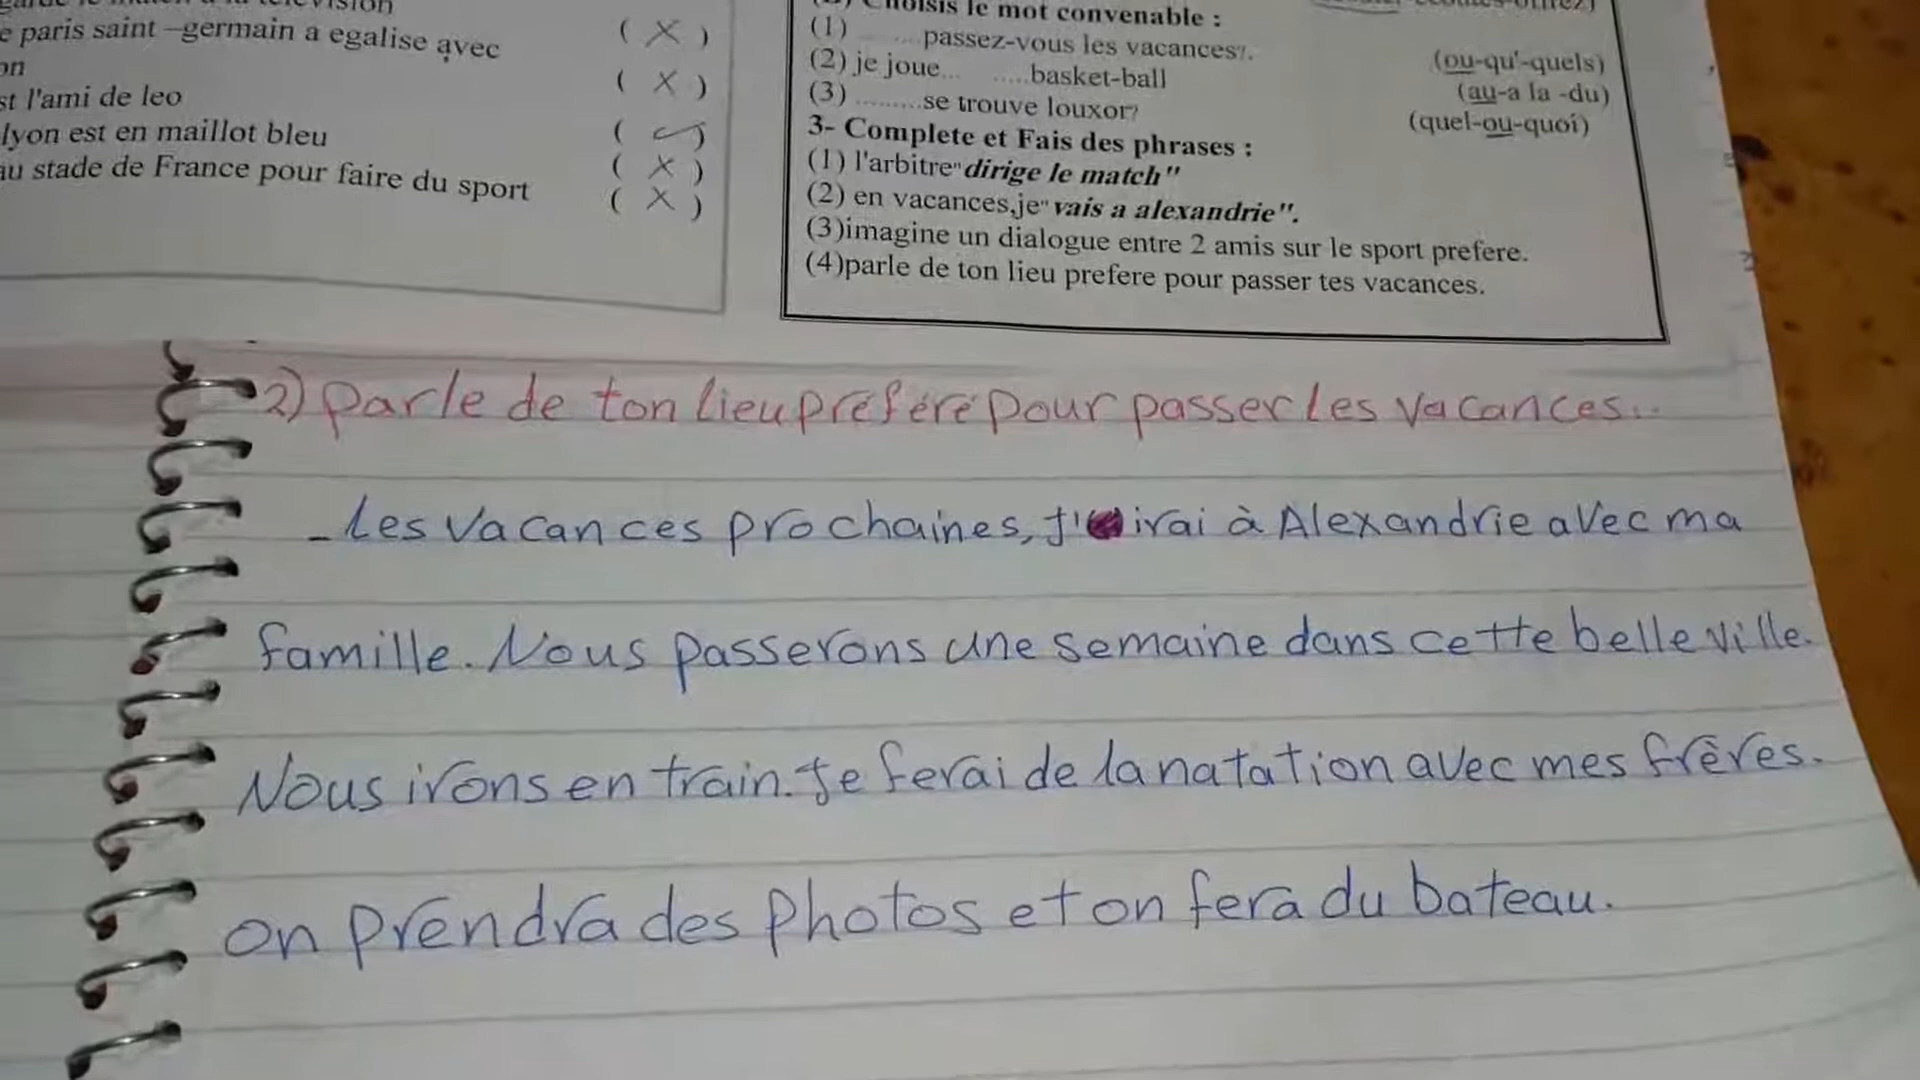 e paris saint –germain a egalise avec ( X )
on
st l'ami de leo ( X )
lyon est en maillot bleu ( )
au stade de France pour faire du sport ( X )
( X )
Choisis le mot convenable :
(1) ....passez-vous les vacances?. (ou-qu'-quels)
(2) je joue... .....basket-ball (au-a la -du)
(3) .........se trouve louxor? (quel-ou-quoi)
3- Complete et Fais des phrases :
(1) l'arbitre"dirige le match"
(2) en vacances,je"vais a alexandrie".
(3)imagine un dialogue entre 2 amis sur le sport prefere.
(4)parle de ton lieu prefere pour passer tes vacances.
2) Parle de ton lieu préféré pour passer les vacances..
- Les vacances prochaines, j'irai à Alexandrie avec ma
famille. Nous passerons une semaine dans cette belle ville.
Nous irons en train. Je ferai de la natation avec mes frères.
on prendra des photos et on fera du bateau.